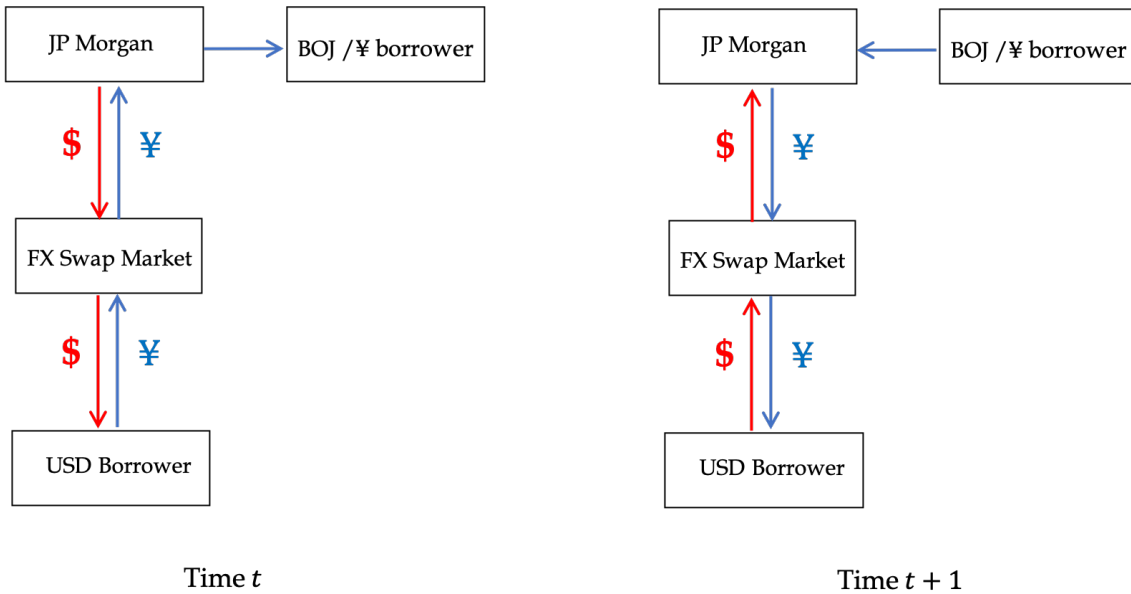 JP Morgan
BOJ /¥ borrower
$
¥
FX Swap Market
$
¥
USD Borrower
Time t
JP Morgan
BOJ /¥ borrower
$
¥
FX Swap Market
$
¥
USD Borrower
Time t + 1